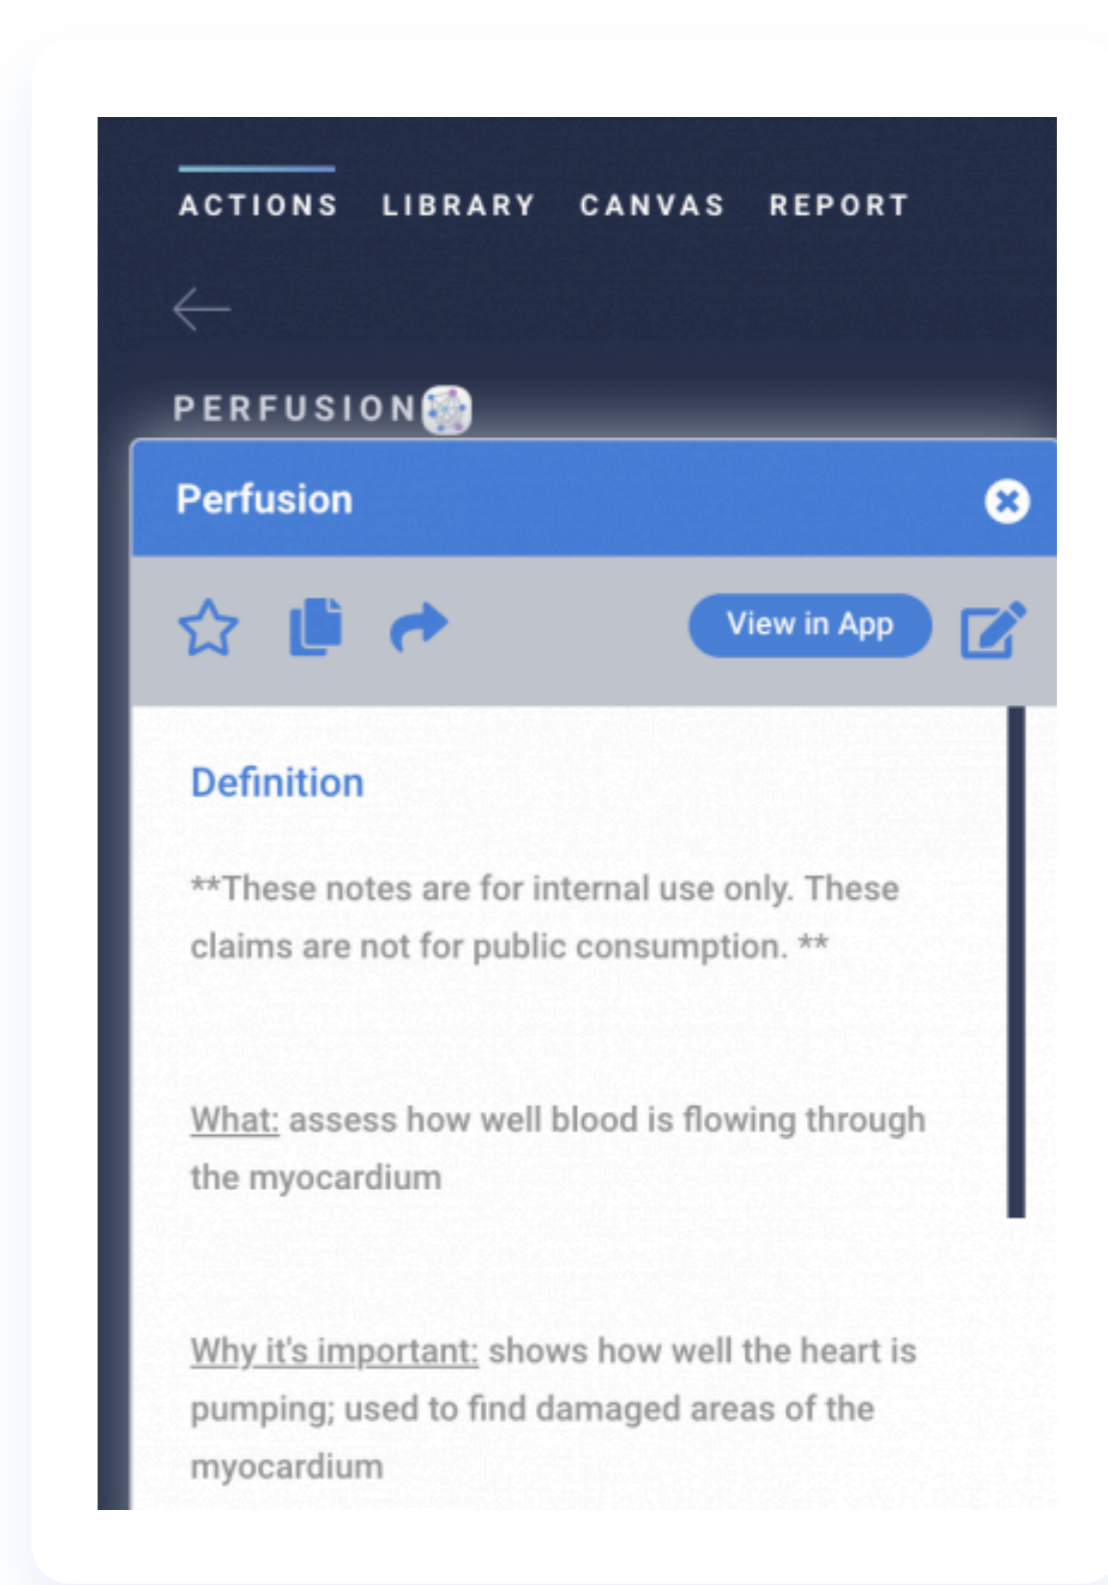 ACTIONS LIBRARY CANVAS REPORT
PERFUSION
Perfusion
View in App
Definition
**These notes are for internal use only. These
claims are not for public consumption. **
What: assess how well blood is flowing through
the myocardium
Why it's important: shows how well the heart is
pumping; used to find damaged areas of the
myocardium